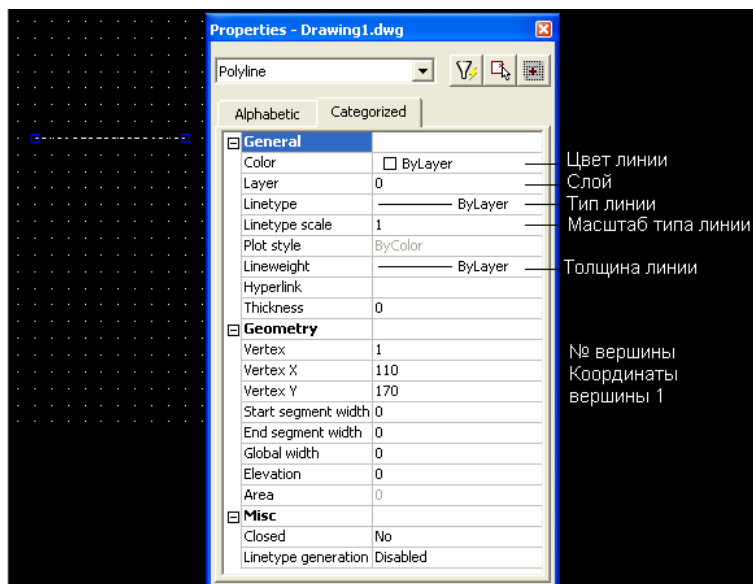 Properties - Drawing1.dwg
Polyline
Alphabetic Categorized
General
Color ByLayer Цвет линии
Layer 0 Слой
Linetype ByLayer Тип линии
Linetype scale 1 Масштаб типа линии
Plot style ByColor
Lineweight ByLayer Толщина линии
Hyperlink
Thickness 0
Geometry
Vertex 1 № вершины
Vertex X 110 Координаты
Vertex Y 170 вершины 1
Start segment width 0
End segment width 0
Global width 0
Elevation 0
Area 0
Misc
Closed No
Linetype generation Disabled